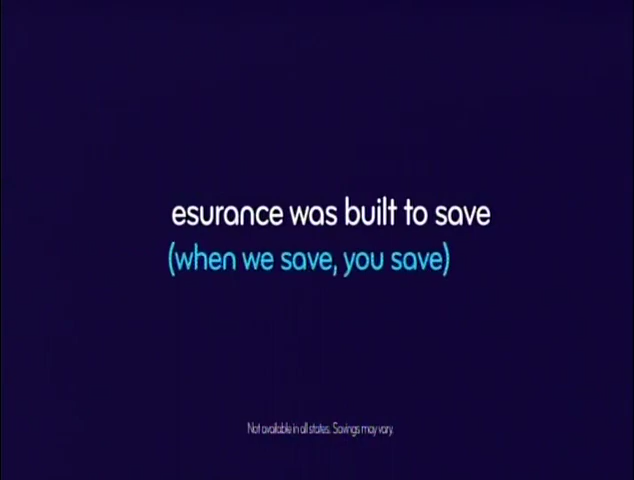 esurance was built to save
(when we save, you save)
Not available in all states. Savings may vary.